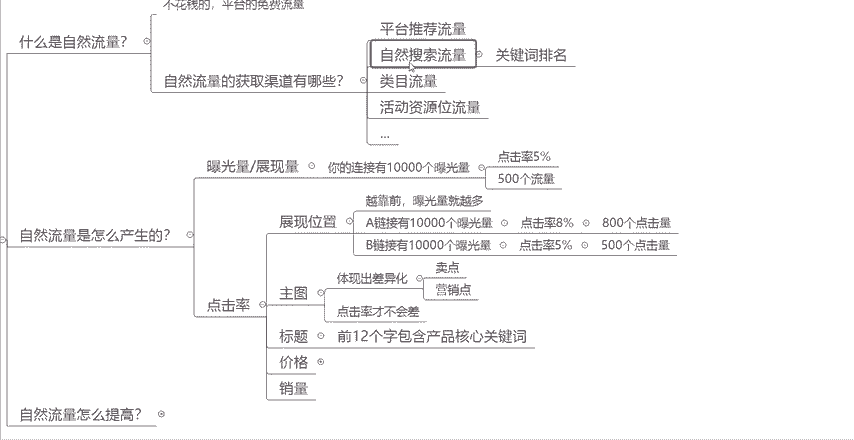 不花钱的，平台的免费流量
什么是自然流量？
平台推荐流量
自然搜索流量
关键词排名
自然流量的获取渠道有哪些？
类目流量
活动资源位流量
...
曝光量/展现量
你的连接有10000个曝光量
点击率5%
500个流量
自然流量是怎么产生的？
越靠前，曝光量就越多
展现位置
A链接有10000个曝光量
点击率8%
800个点击量
B链接有10000个曝光量
点击率5%
500个点击量
点击率
主图
体现出差异化
卖点
营销点
点击率才不会差
标题
前12个字包含产品核心关键词
价格
销量
自然流量怎么提高？